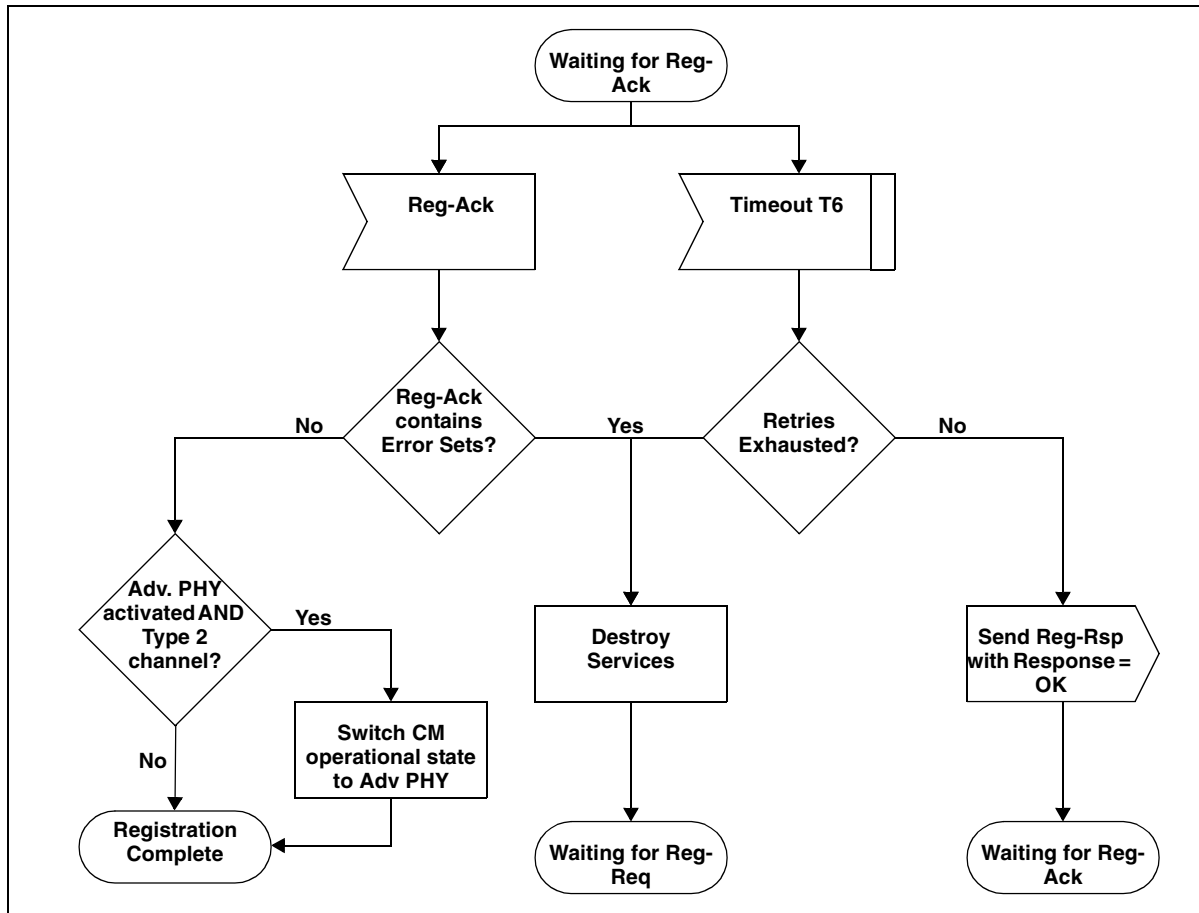 Waiting for Reg-
Ack
Reg-Ack
Timeout T6
Reg-Ack
contains
Error Sets?
Retries
Exhausted?
No
Yes
No
Adv. PHY
activated AND
Type 2
channel?
Yes
No
Switch CM
operational state
to Adv PHY
Destroy
Services
Send Reg-Rsp
with Response =
OK
Registration
Complete
Waiting for Reg-
Req
Waiting for Reg-
Ack